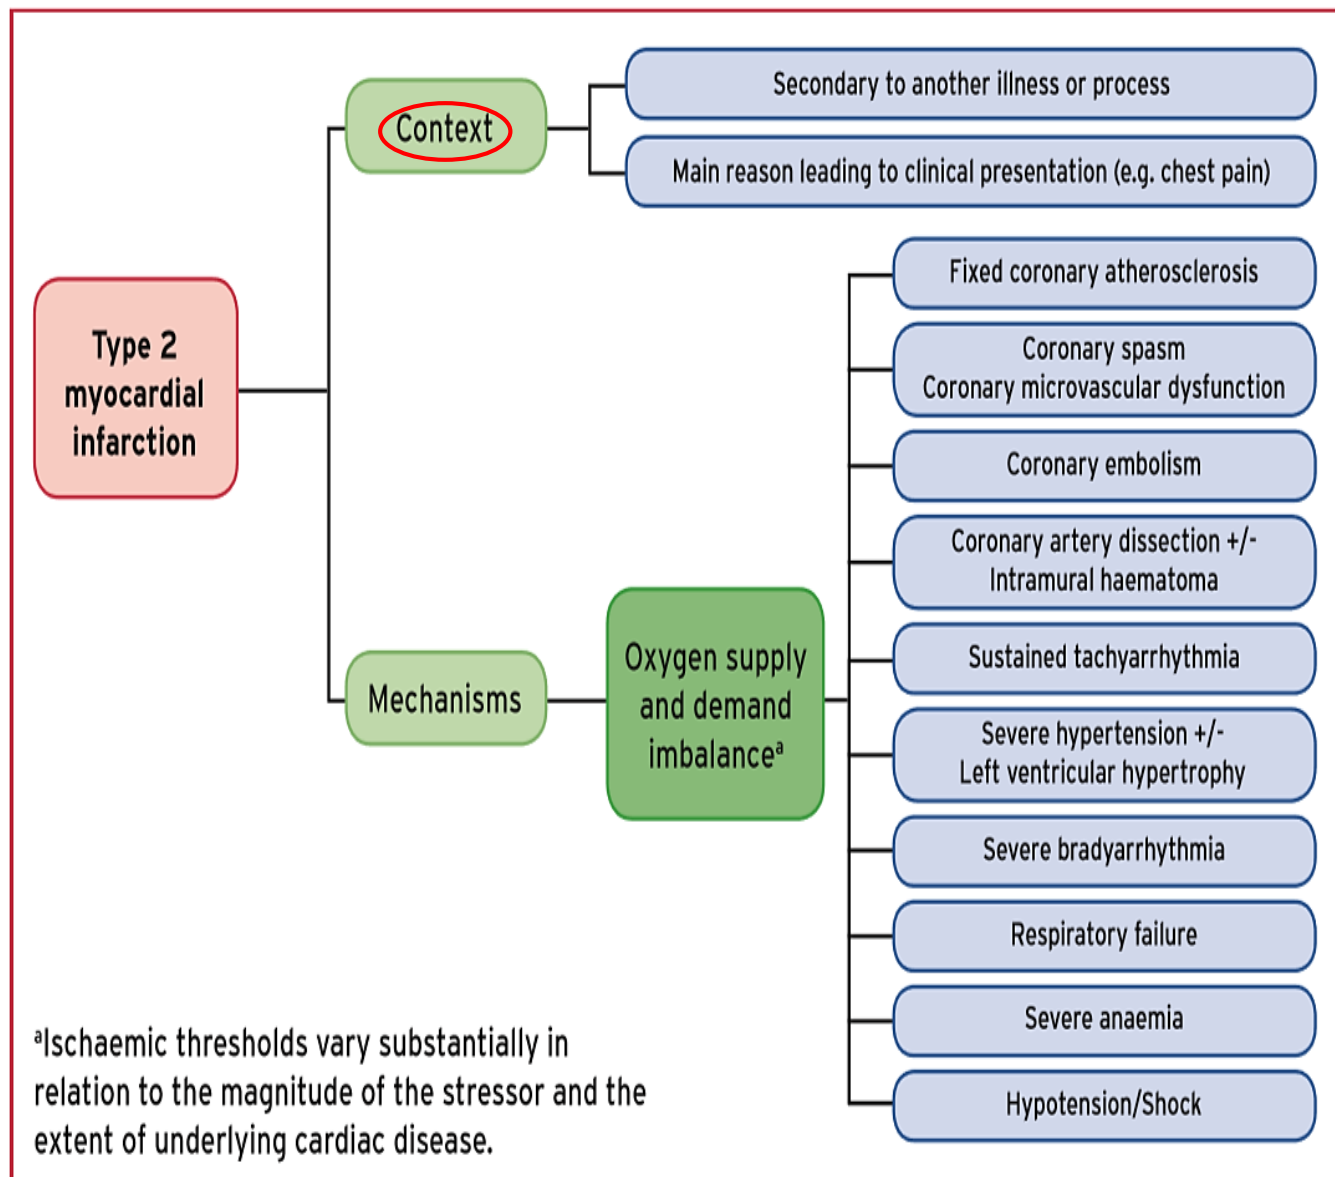 Context
Secondary to another illness or process
Main reason leading to clinical presentation (e.g. chest pain)
Type 2
myocardial
infarction
Mechanisms
Oxygen supply
and demand
imbalanceᵃ
Fixed coronary atherosclerosis
Coronary spasm
Coronary microvascular dysfunction
Coronary embolism
Coronary artery dissection +/-
Intramural haematoma
Sustained tachyarrhythmia
Severe hypertension +/-
Left ventricular hypertrophy
Severe bradyarrhythmia
Respiratory failure
Severe anaemia
Hypotension/Shock
ᵃIschaemic thresholds vary substantially in
relation to the magnitude of the stressor and the
extent of underlying cardiac disease.